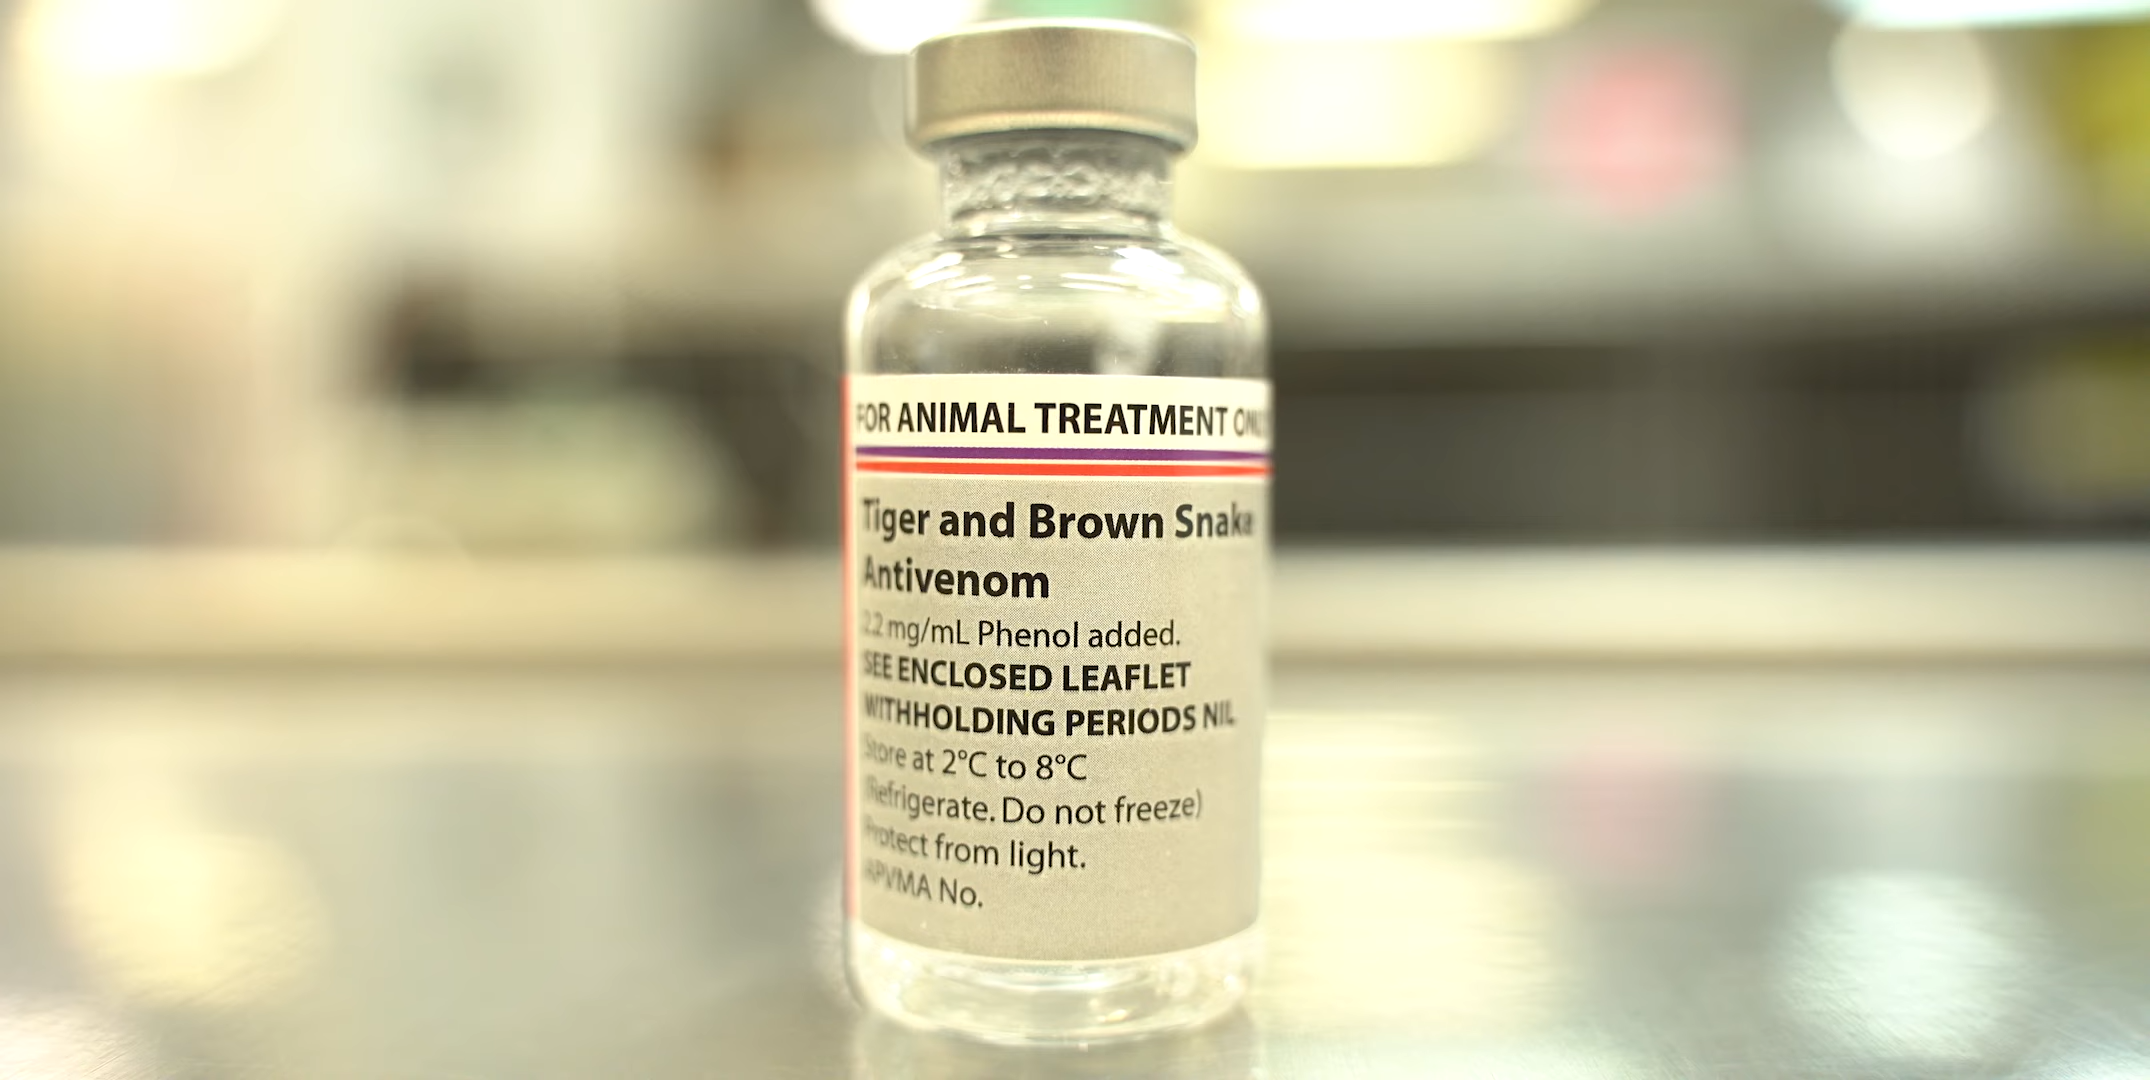 FOR ANIMAL TREATMENT ONLY
Tiger and Brown Snake
Antivenom
2.2 mg/mL Phenol added.
SEE ENCLOSED LEAFLET
WITHHOLDING PERIODS NIL
Store at 2°C to 8°C
(Refrigerate. Do not freeze)
Protect from light.
APVMA No.